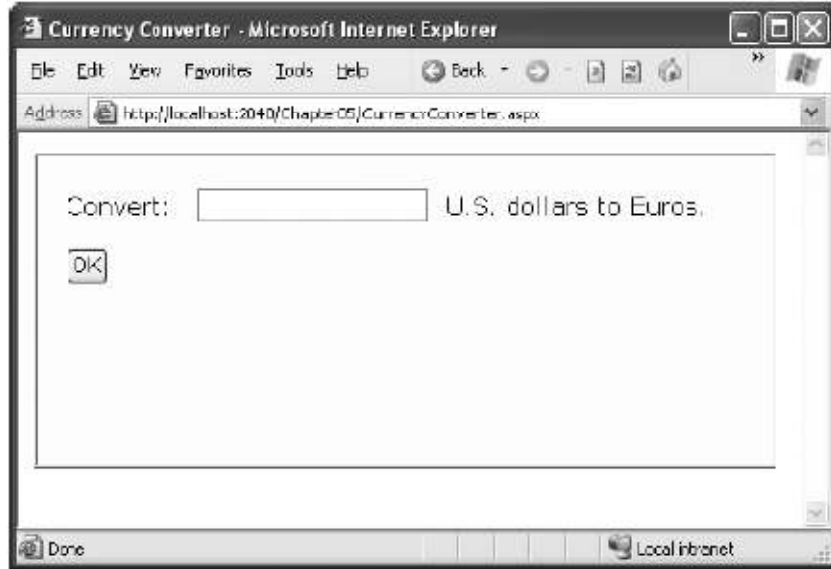 Currency Converter - Microsoft Internet Explorer
File Edit View Favorites Tools Help Back »
Address http://localhost:2040/Chapter05/CurrencyConverter.aspx
Convert: U.S. dollars to Euros.
OK
Done Local intranet